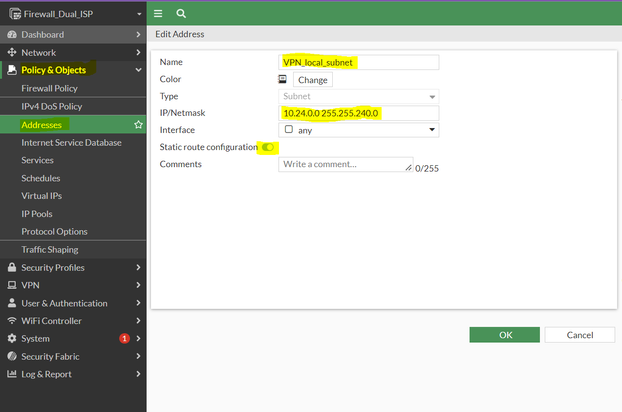 Firewall_Dual_ISP
Dashboard
Network
Policy & Objects
Firewall Policy
IPv4 DoS Policy
Addresses
Internet Service Database
Services
Schedules
Virtual IPs
IP Pools
Protocol Options
Traffic Shaping
Security Profiles
VPN
User & Authentication
WiFi Controller
System 1
Security Fabric
Log & Report
Edit Address
Name VPN_local_subnet
Color Change
Type Subnet
IP/Netmask 10.24.0.0 255.255.240.0
Interface any
Static route configuration
Comments Write a comment... 0/255
OK Cancel